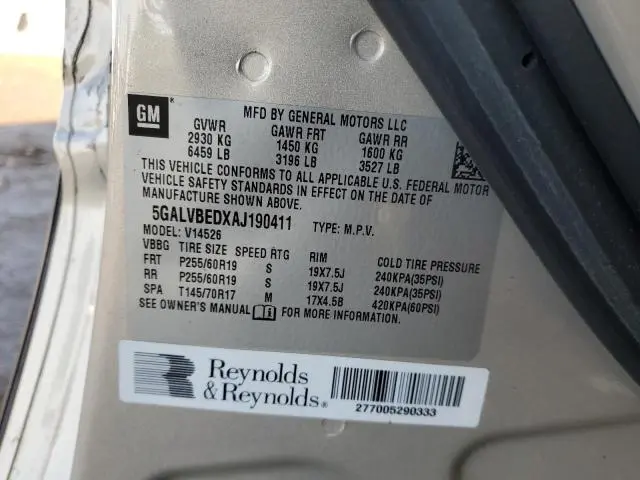 GM
MFD BY GENERAL MOTORS LLC
GVWR GAWR FRT GAWR RR
2930 KG 1450 KG 1600 KG
6459 LB 3196 LB 3527 LB
THIS VEHICLE CONFORMS TO ALL APPLICABLE U.S. FEDERAL MOTOR
VEHICLE SAFETY STANDARDS IN EFFECT ON THE DATE OF
MANUFACTURE SHOWN ABOVE.
5GALVBEDXAJ190411 TYPE: M.P.V.
MODEL: V14526
VBBG TIRE SIZE SPEED RTG RIM COLD TIRE PRESSURE
FRT P255/60R19 S 19X7.5J 240KPA(35PSI)
RR P255/60R19 S 19X7.5J 240KPA(35PSI)
SPA T145/70R17 M 17X4.5B 420KPA(60PSI)
SEE OWNER'S MANUAL FOR MORE INFORMATION.
Reynolds
&Reynolds®
277005290333